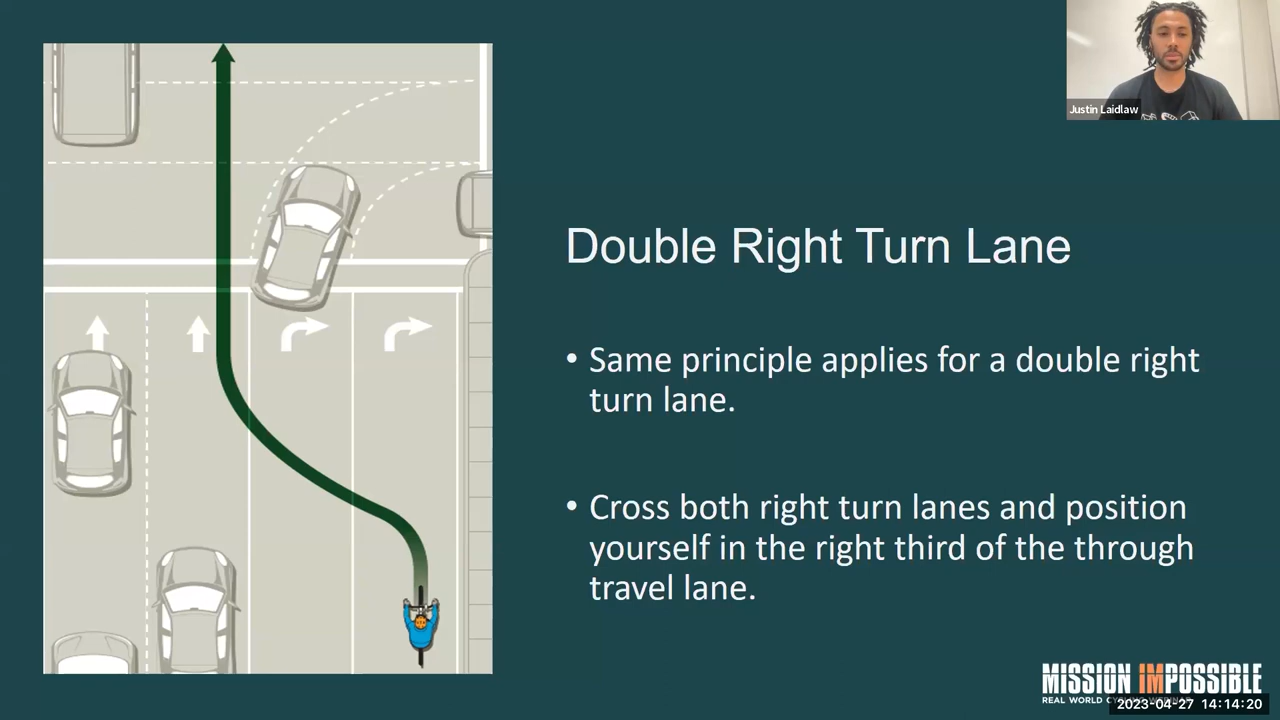 Justin Laidlaw
Double Right Turn Lane
• Same principle applies for a double right
turn lane.
• Cross both right turn lanes and position
yourself in the right third of the through
travel lane.
MISSION IMPOSSIBLE
REAL WORLD CYCLING WEBINAR
2023-04-27 14:14:20